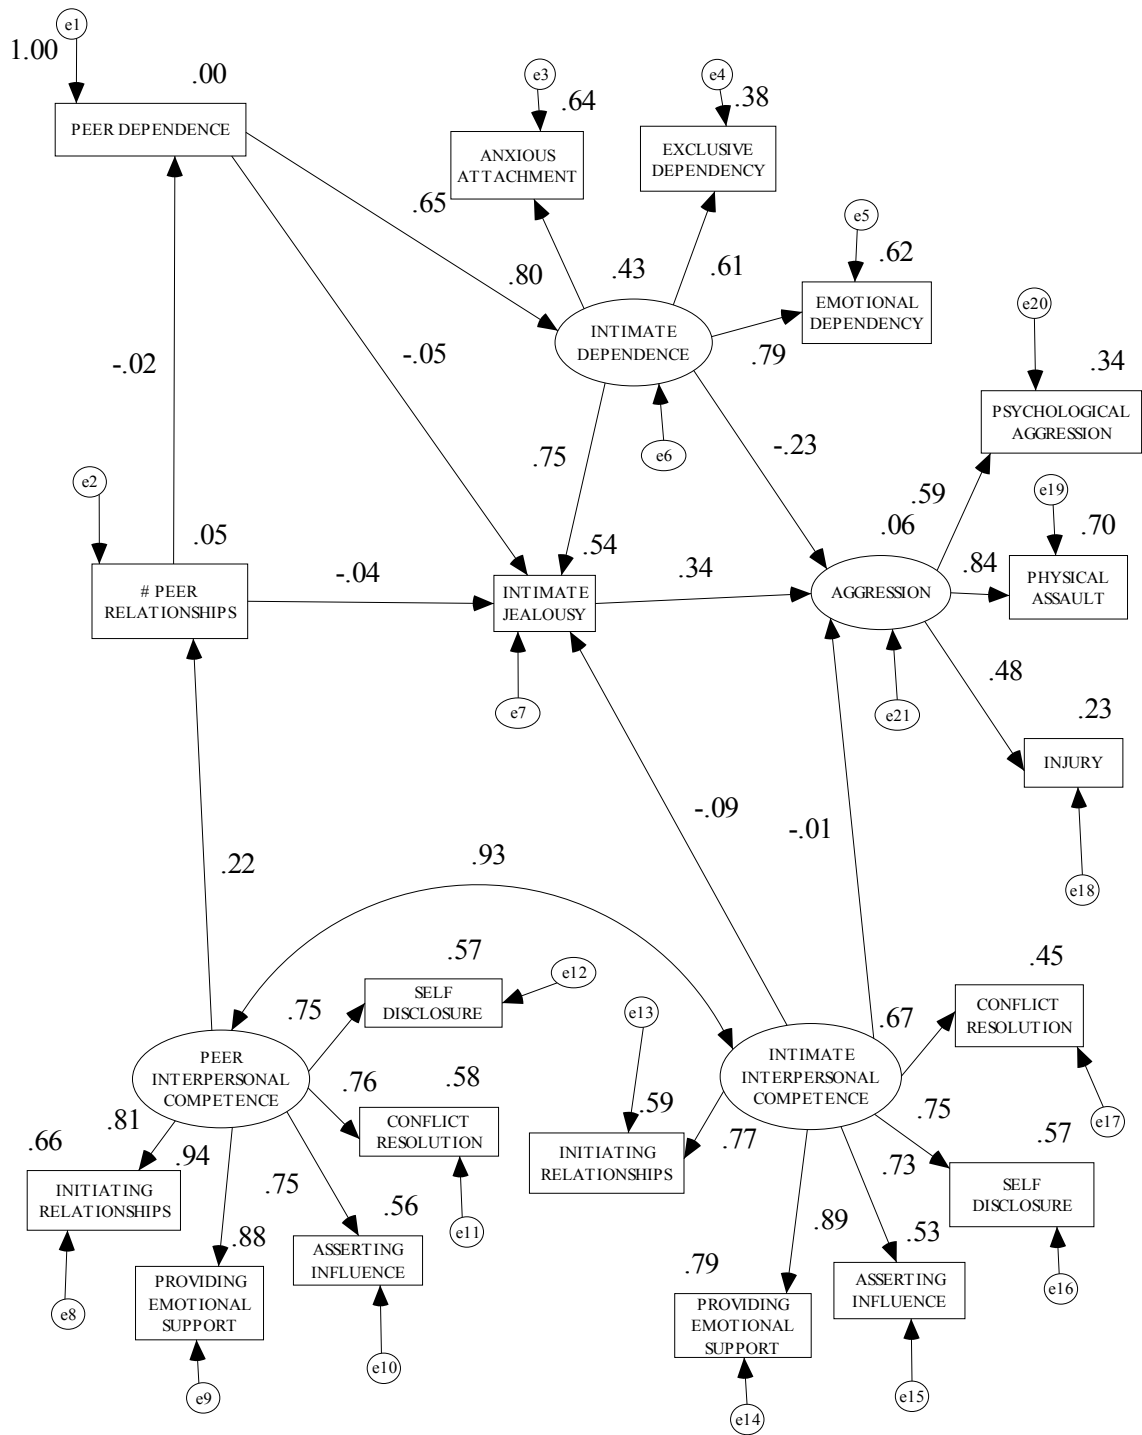 e1
1.00
.00
PEER DEPENDENCE
e3
.64
ANXIOUS
ATTACHMENT
e4
.38
EXCLUSIVE
DEPENDENCY
.65
.80
.43
.61
e5
.62
EMOTIONAL
DEPENDENCY
INTIMATE
DEPENDENCE
.79
e20
.34
PSYCHOLOGICAL
AGGRESSION
-.02
-.05
.75
e6
-.23
e2
.05
# PEER
RELATIONSHIPS
-.04
.54
INTIMATE
JEALOUSY
e7
.34
.59
.06
AGGRESSION
e21
e19
.70
.84
PHYSICAL
ASSAULT
.48
.23
INJURY
e18
.22
.93
-.09
-.01
.57
e12
SELF
DISCLOSURE
.75
PEER
INTERPERSONAL
COMPETENCE
.76
.58
CONFLICT
RESOLUTION
e11
.81
.66
INITIATING
RELATIONSHIPS
e8
.94
.88
PROVIDING
EMOTIONAL
SUPPORT
e9
.75
.56
ASSERTING
INFLUENCE
e10
e13
.59
INITIATING
RELATIONSHIPS
.77
INTIMATE
INTERPERSONAL
COMPETENCE
.67
.45
CONFLICT
RESOLUTION
e17
.75
.57
SELF
DISCLOSURE
e16
.73
.53
ASSERTING
INFLUENCE
e15
.89
.79
PROVIDING
EMOTIONAL
SUPPORT
e14